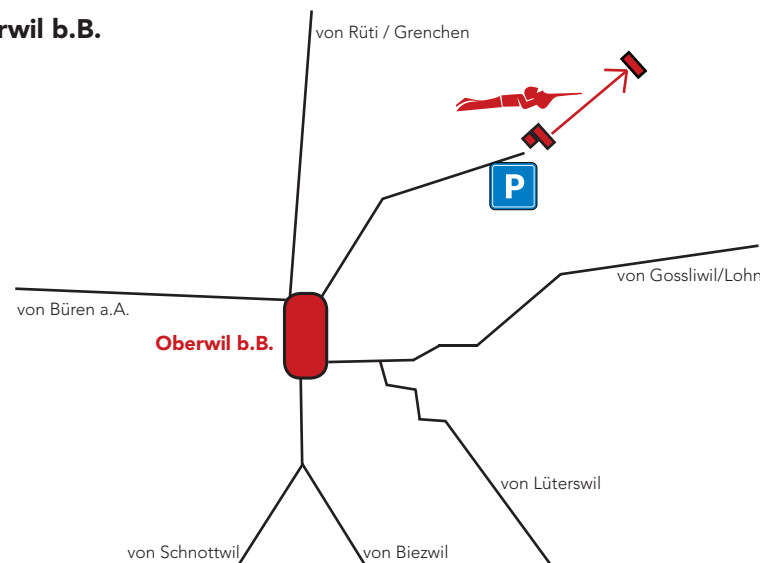 rwil b.B.
von Rüti / Grenchen
P
von Gossliwil/Lohn
von Büren a.A.
Oberwil b.B.
von Lüterswil
von Schnottwil
von Biezwil